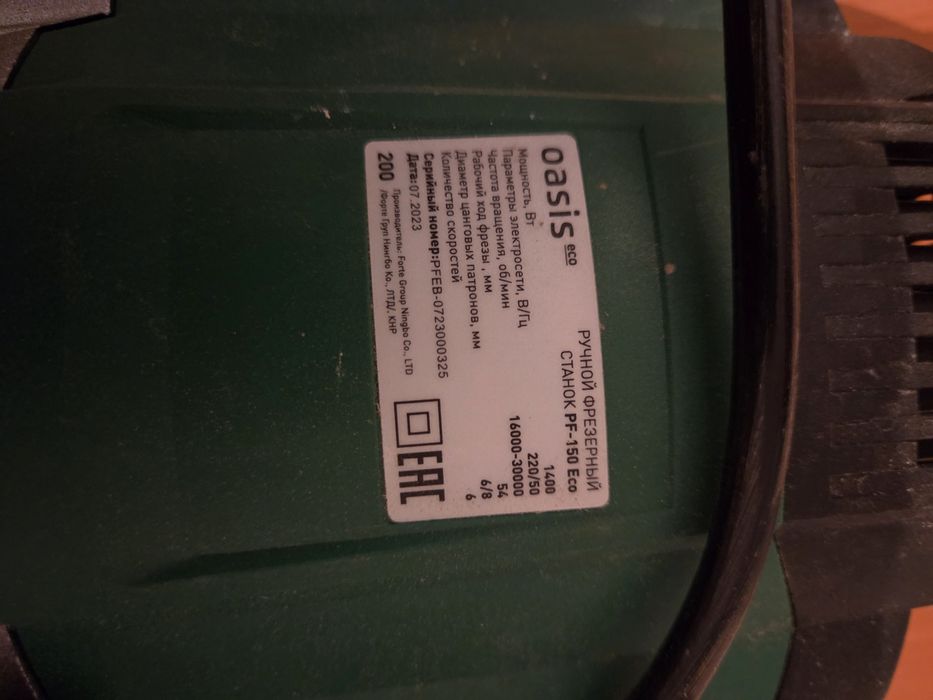 oasis eco
РУЧНОЙ ФРЕЗЕРНЫЙ
СТАНОК PF-150 Eco
Мощность, Вт 1400
Параметры электросети, В/Гц 220/50
Частота вращения, об/мин 16000-30000
Рабочий ход фрезы , мм 54
Диаметр цанговых патронов, мм 6/8
Количество скоростей 6
Серийный номер:PFEB-0723000325
Дата:07.2023
200 Производитель: Forte Group Ningbo Co., LTD
/Форте Груп Нингбо Ко., ЛТД/. КНР
EAC